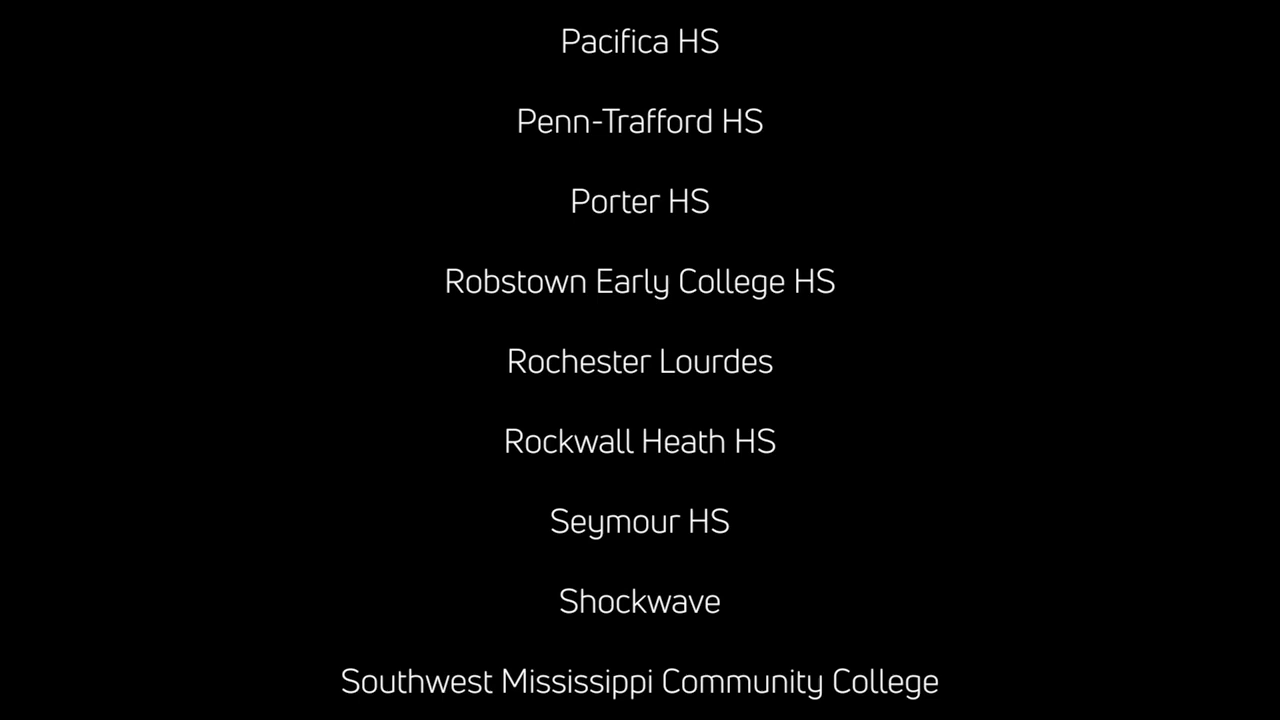 Pacifica HS
Penn-Trafford HS
Porter HS
Robstown Early College HS
Rochester Lourdes
Rockwall Heath HS
Seymour HS
Shockwave
Southwest Mississippi Community College